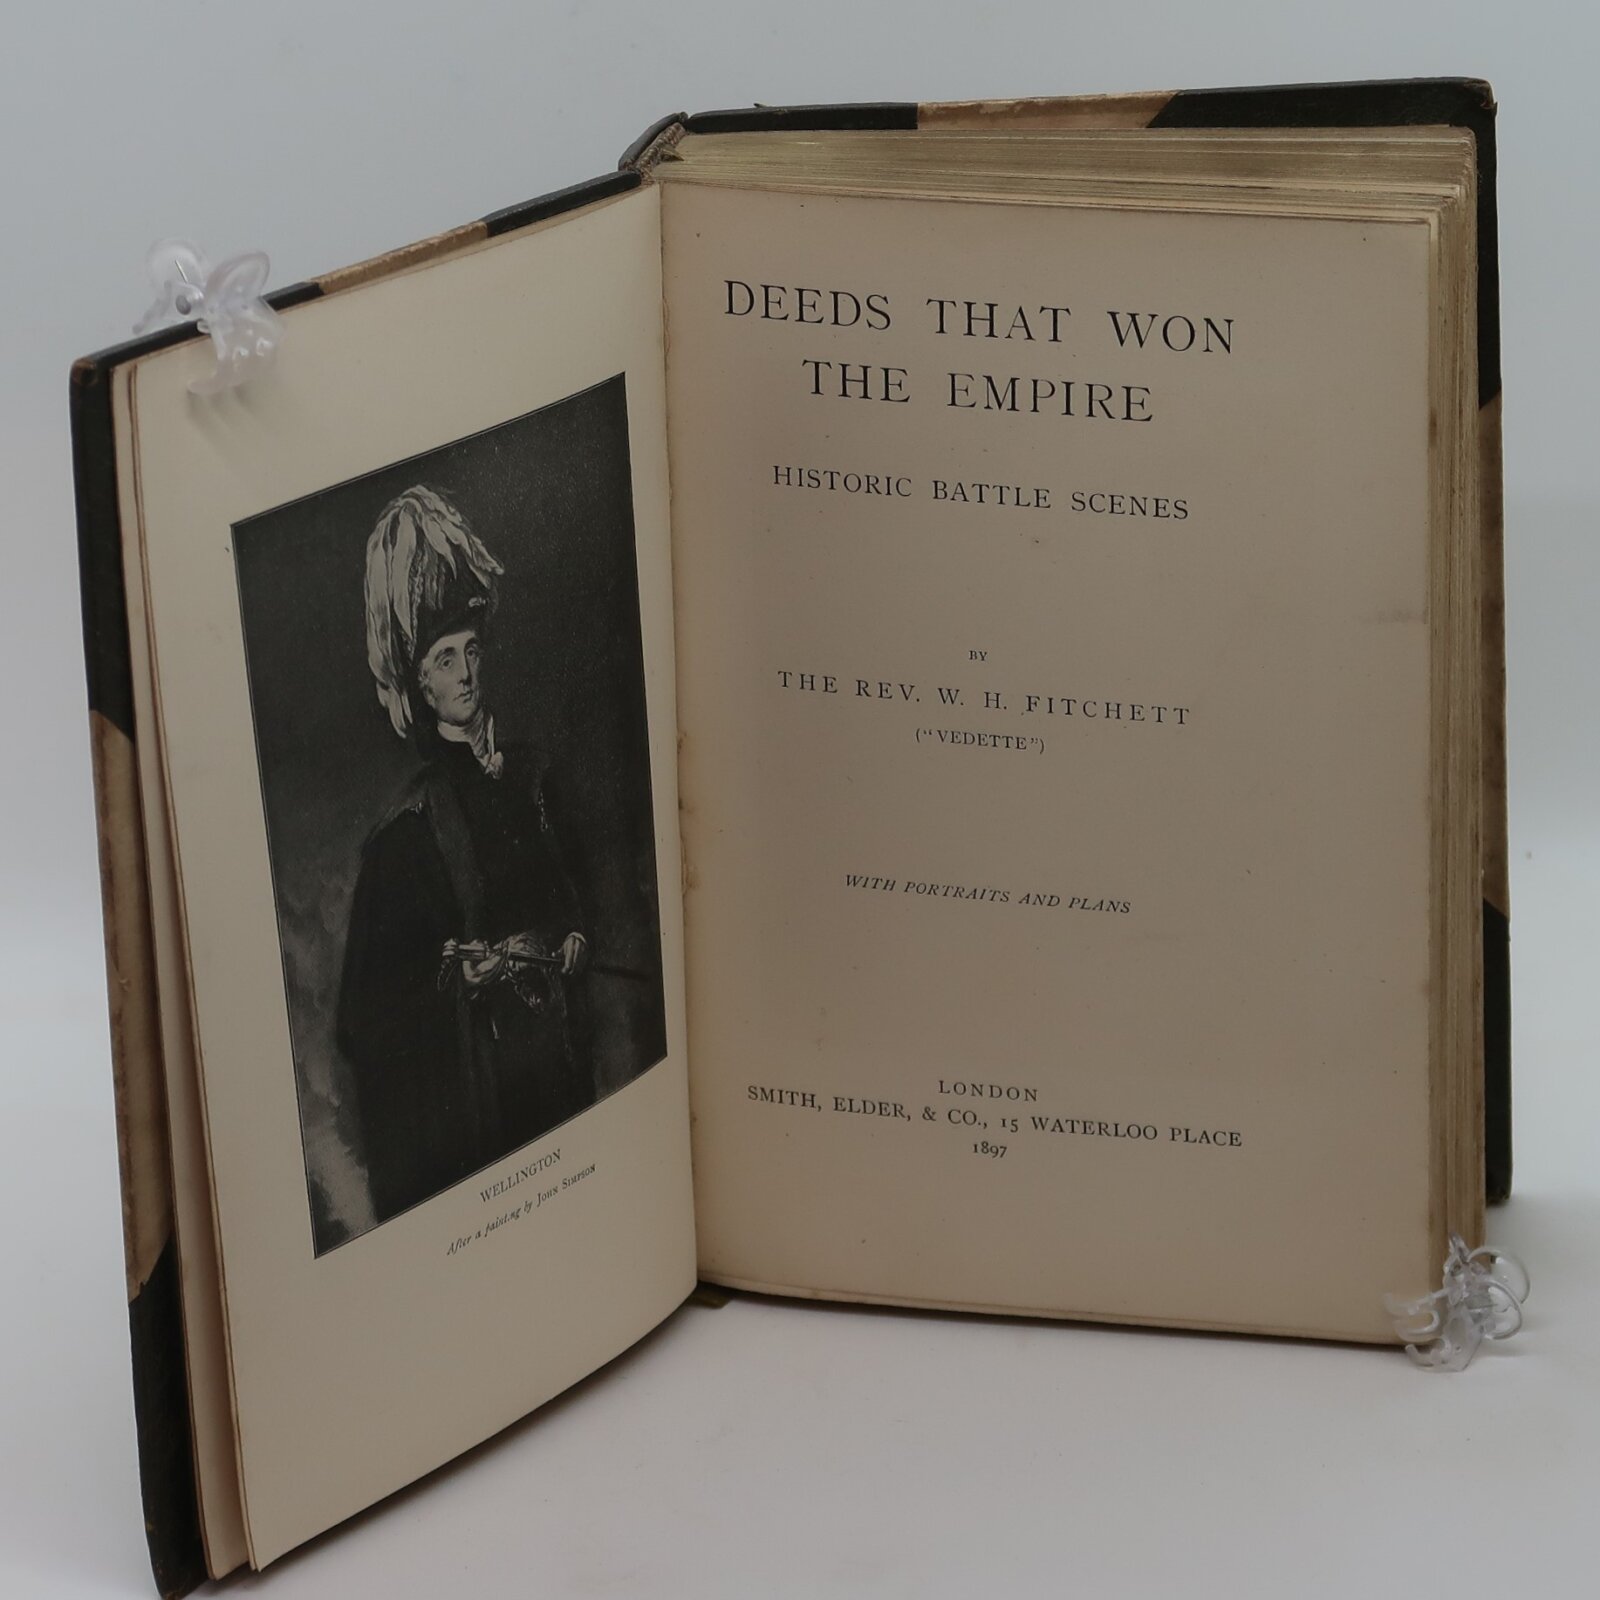 WELLINGTON
After a painting by John Simpson
DEEDS THAT WON
THE EMPIRE
HISTORIC BATTLE SCENES
BY
THE REV. W. H. FITCHETT
("VEDETTE")
WITH PORTRAITS AND PLANS
LONDON
SMITH, ELDER, & CO., 15 WATERLOO PLACE
1897